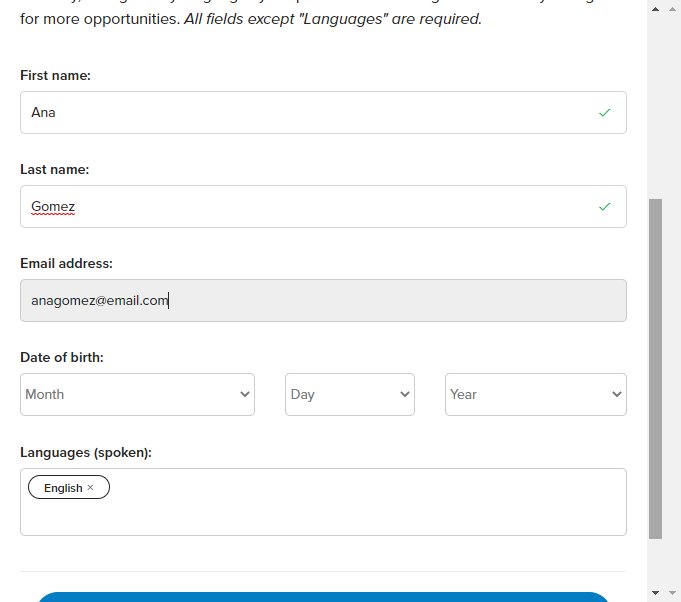 for more opportunities. All fields except "Languages" are required.
First name:
Ana
Last name:
Gomez
Email address:
anagomez@email.com
Date of birth:
Month Day Year
Languages (spoken):
English ×